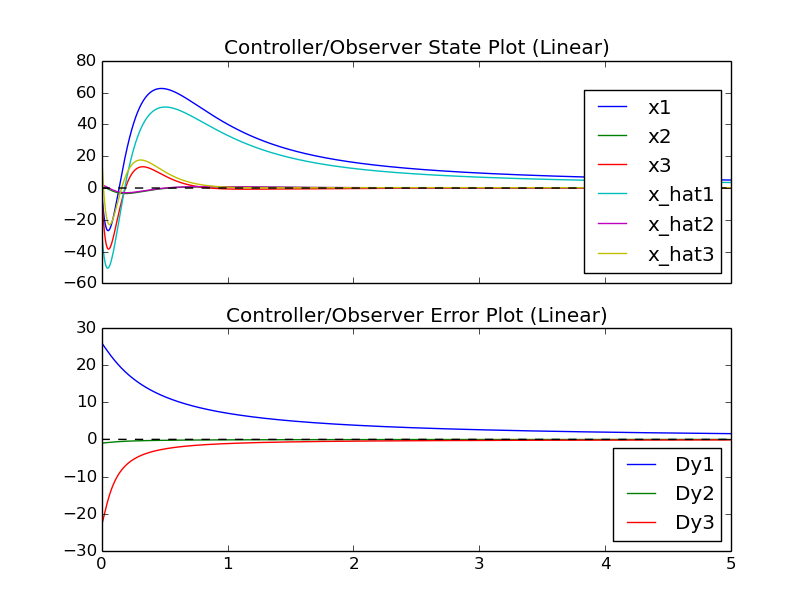 Controller/Observer State Plot (Linear)
80
60
40
20
0
−20
−40
−60
x1
x2
x3
x_hat1
x_hat2
x_hat3
Controller/Observer Error Plot (Linear)
30
20
10
0
−10
−20
−30
Dy1
Dy2
Dy3
0 1 2 3 4 5